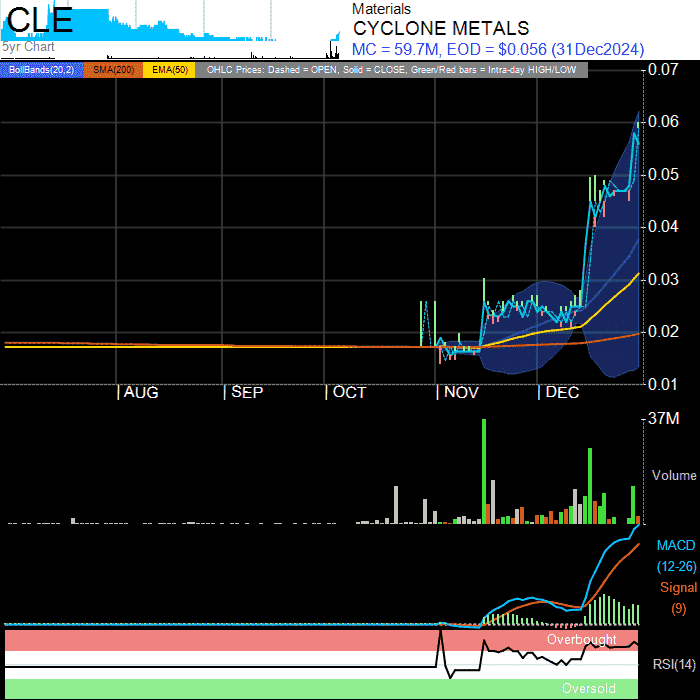 CLE
5yr Chart
Materials
CYCLONE METALS
MC = 59.7M, EOD = $0.056 (31Dec2024)
BollBands(20,2) SMA(200) EMA(50) OHLC Prices: Dashed = OPEN, Solid = CLOSE, Green/Red bars = Intra-day HIGH/LOW
0.07
0.06
0.05
0.04
0.03
0.02
0.01
AUG SEP OCT NOV DEC
37M
Volume
MACD
(12-26)
Signal
(9)
Overbought
RSI(14)
Oversold